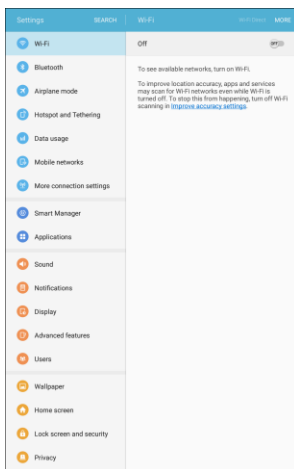 Settings SEARCH
Wi-Fi
Bluetooth
Airplane mode
Hotspot and Tethering
Data usage
Mobile networks
More connection settings
Smart Manager
Applications
Sound
Notifications
Display
Advanced features
Users
Wallpaper
Home screen
Lock screen and security
Privacy
Wi-Fi Wi-Fi Direct MORE
Off OFF
To see available networks, turn on Wi-Fi.
To improve location accuracy, apps and services
may scan for Wi-Fi networks even while Wi-Fi is
turned off. To stop this from happening, turn off Wi-Fi
scanning in Improve accuracy settings.